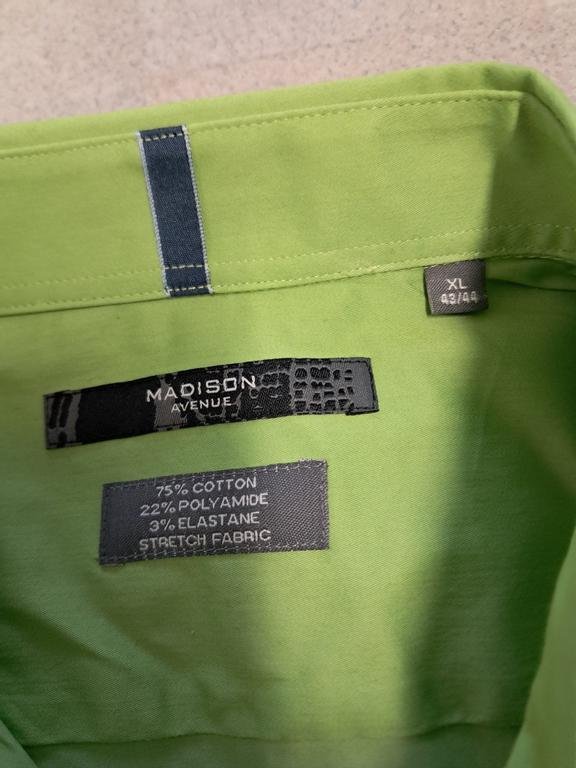 XL
43/44
MADISON
AVENUE
75% COTTON
22% POLYAMIDE
3% ELASTANE
STRETCH FABRIC